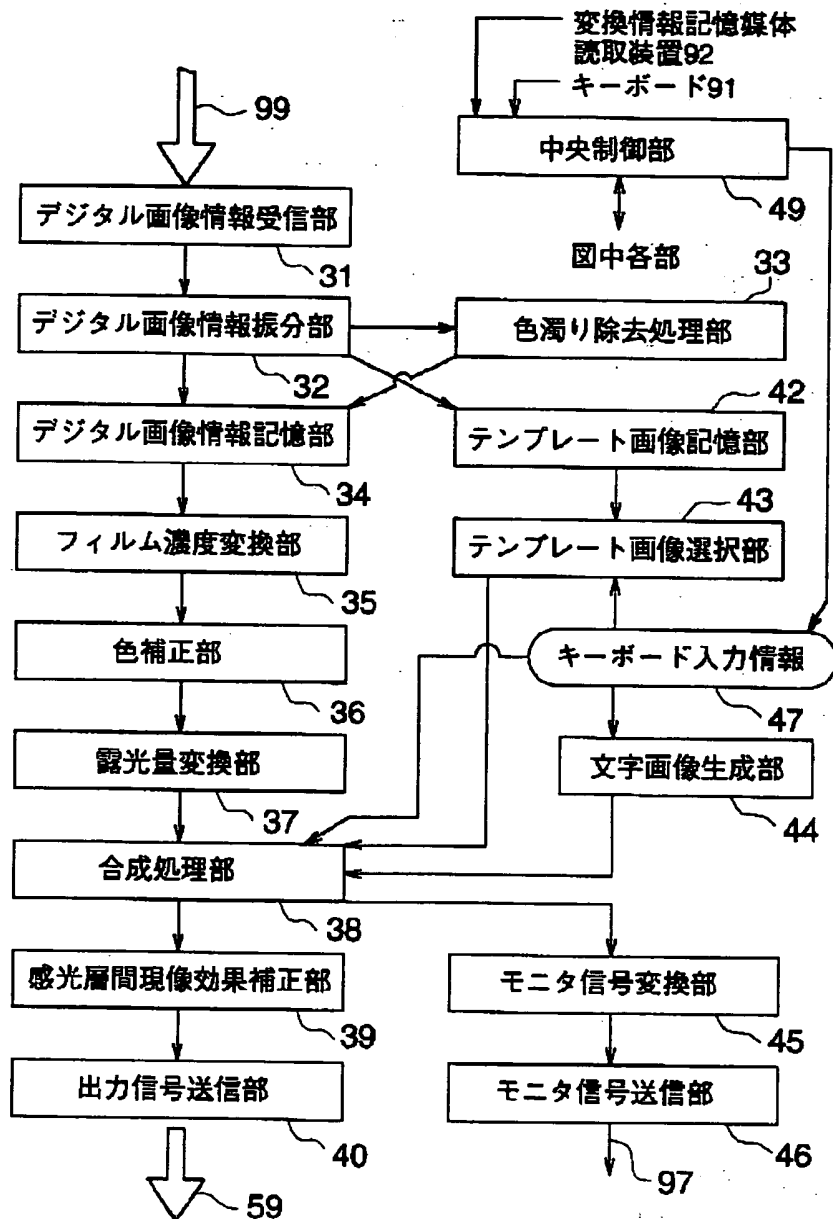 変換情報記憶媒体
読取装置92
キーボード91
99
中央制御部
49
図中各部
デジタル画像情報受信部
31
33
デジタル画像情報振分部
色濁り除去処理部
32
42
デジタル画像情報記憶部
テンプレート画像記憶部
34
43
フィルム濃度変換部
テンプレート画像選択部
35
色補正部
キーボード入力情報
36
47
露光量変換部
文字画像生成部
37
44
合成処理部
38
感光層間現像効果補正部
モニタ信号変換部
39
45
出力信号送信部
モニタ信号送信部
40
46
59
97